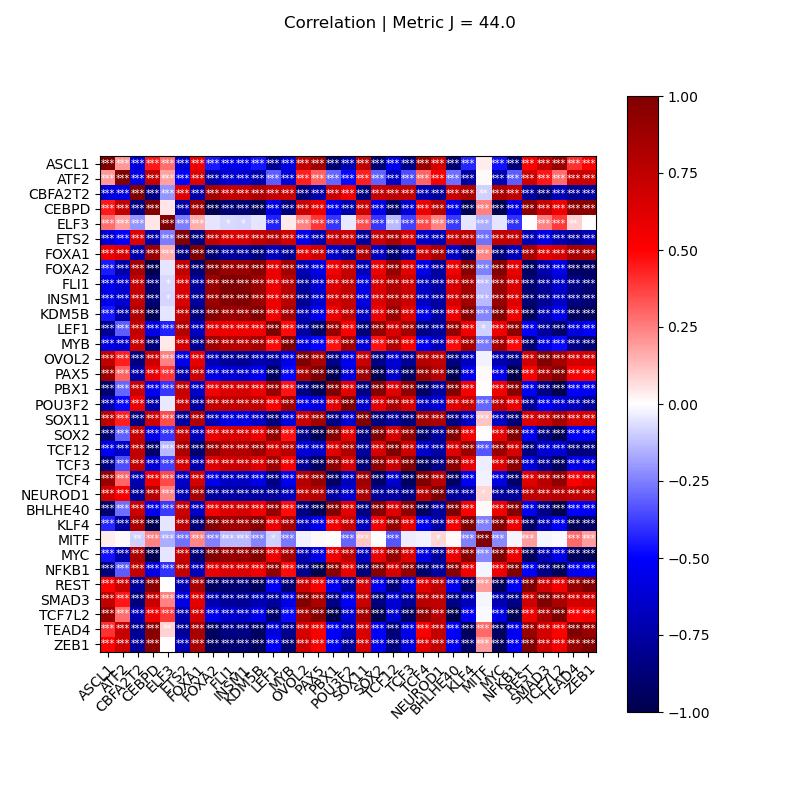 Correlation | Metric J = 44.0
ASCL1
ATF2
CBFA2T2
CEBPD
ELF3
ETS2
FOXA1
FOXA2
FLI1
INSM1
KDM5B
LEF1
MYB
OVOL2
PAX5
PBX1
POU3F2
SOX11
SOX2
TCF12
TCF3
TCF4
NEUROD1
BHLHE40
KLF4
MITF
MYC
NFKB1
REST
SMAD3
TCF7L2
TEAD4
ZEB1
ASCL1
ATF2
CBFA2T2
CEBPD
ELF3
ETS2
FOXA1
FOXA2
FLI1
INSM1
KDM5B
LEF1
MYB
OVOL2
PAX5
PBX1
POU3F2
SOX11
SOX2
TCF12
TCF3
TCF4
NEUROD1
BHLHE40
KLF4
MITF
MYC
NFKB1
REST
SMAD3
TCF7L2
TEAD4
ZEB1
1.00
0.75
0.50
0.25
0.00
−0.25
−0.50
−0.75
−1.00